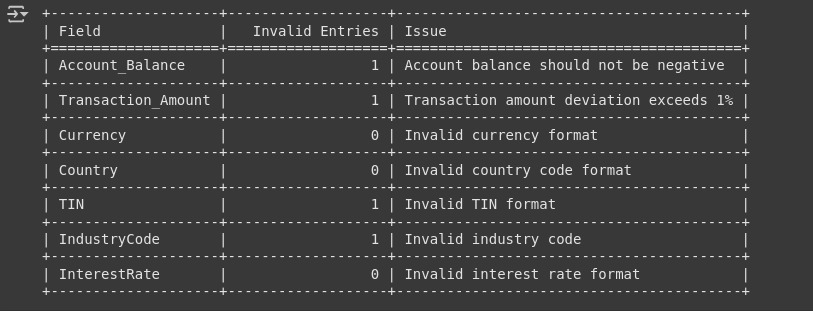 +---------------------+-------------------+-----------------------------------------+
| Field               |   Invalid Entries | Issue                                   |
+=====================+===================+=========================================+
| Account_Balance     |                 1 | Account balance should not be negative  |
+---------------------+-------------------+-----------------------------------------+
| Transaction_Amount  |                 1 | Transaction amount deviation exceeds 1% |
+---------------------+-------------------+-----------------------------------------+
| Currency            |                 0 | Invalid currency format                 |
+---------------------+-------------------+-----------------------------------------+
| Country             |                 0 | Invalid country code format             |
+---------------------+-------------------+-----------------------------------------+
| TIN                 |                 1 | Invalid TIN format                      |
+---------------------+-------------------+-----------------------------------------+
| IndustryCode        |                 1 | Invalid industry code                   |
+---------------------+-------------------+-----------------------------------------+
| InterestRate        |                 0 | Invalid interest rate format            |
+---------------------+-------------------+-----------------------------------------+